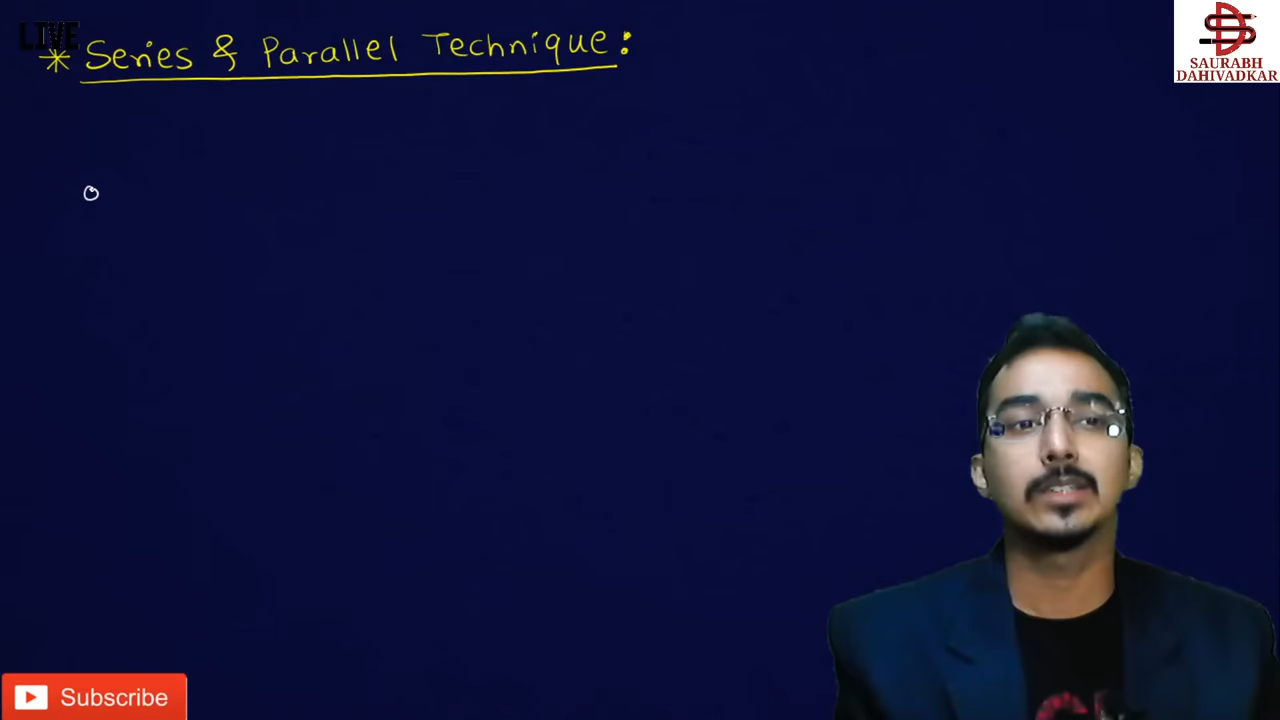 LIVE
* Series & Parallel Technique:
SAURABH
DAHIVADKAR
Subscribe